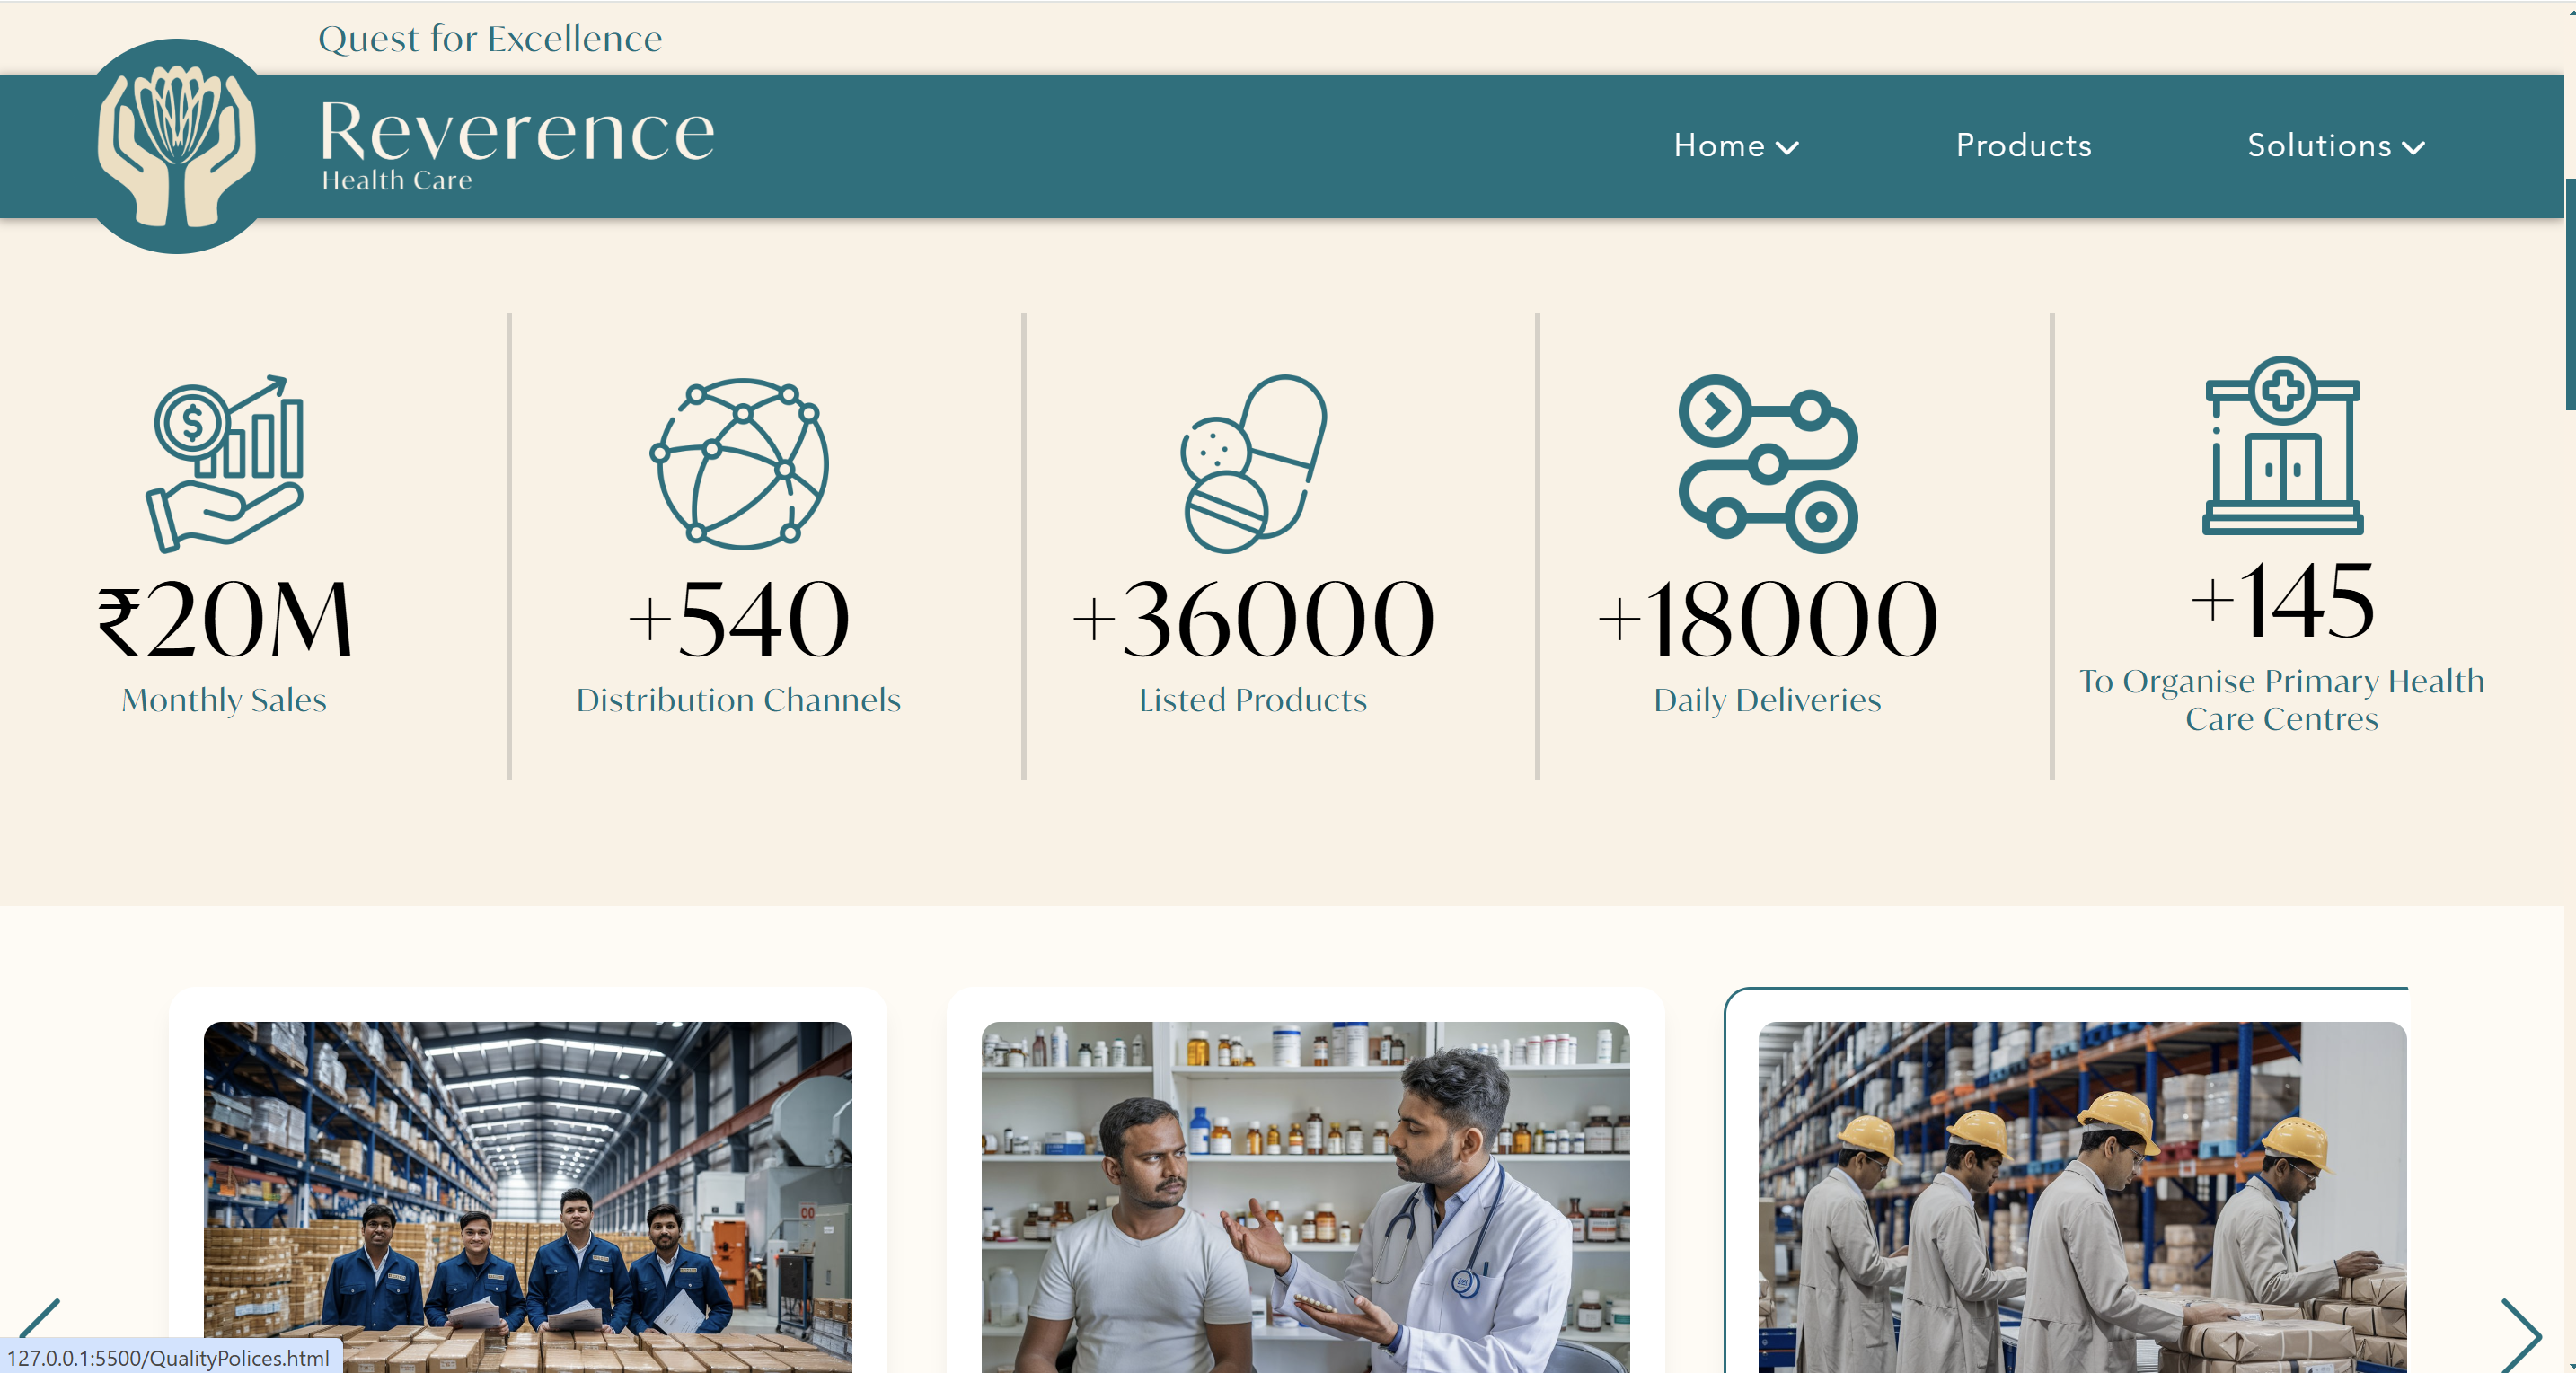 Quest for Excellence
Reverence
Health Care
Home
Products
Solutions
₹20M
Monthly Sales
+540
Distribution Channels
+36000
Listed Products
+18000
Daily Deliveries
+145
To Organise Primary Health
Care Centres
127.0.0.1:5500/QualityPolices.html